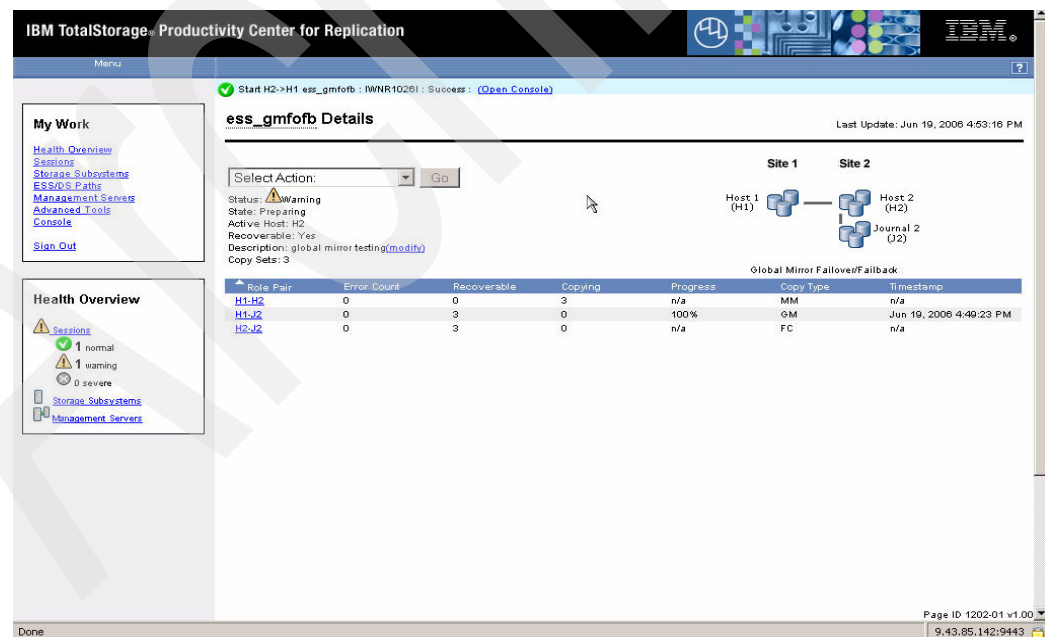 IBM TotalStorage® Productivity Center for Replication
IBM®
Menu
?
Start H2->H1 ess_gmfofb : IWNR1026I : Success : (Open Console)
My Work
Health Overview
Sessions
Storage Subsystems
ESS/DS Paths
Management Servers
Advanced Tools
Console
Sign Out
Health Overview
Sessions
1 normal
1 warning
0 severe
Storage Subsystems
Management Servers
ess_gmfofb Details
Last Update: Jun 19, 2006 4:53:16 PM
Select Action: Go
Status: Warning
State: Preparing
Active Host: H2
Recoverable: Yes
Description: global mirror testing(modify)
Copy Sets: 3
Site 1 Site 2
Host 1 (H1)
Host 2 (H2)
Journal 2 (J2)
Global Mirror Failover/Failback
Role Pair Error Count Recoverable Copying Progress Copy Type Timestamp
H1-H2 0 0 3 n/a MM n/a
H1-J2 0 3 0 100% GM Jun 19, 2006 4:49:23 PM
H2-J2 0 3 0 n/a FC n/a
Page ID 1202-01 v1.00
Done
9.43.85.142:9443